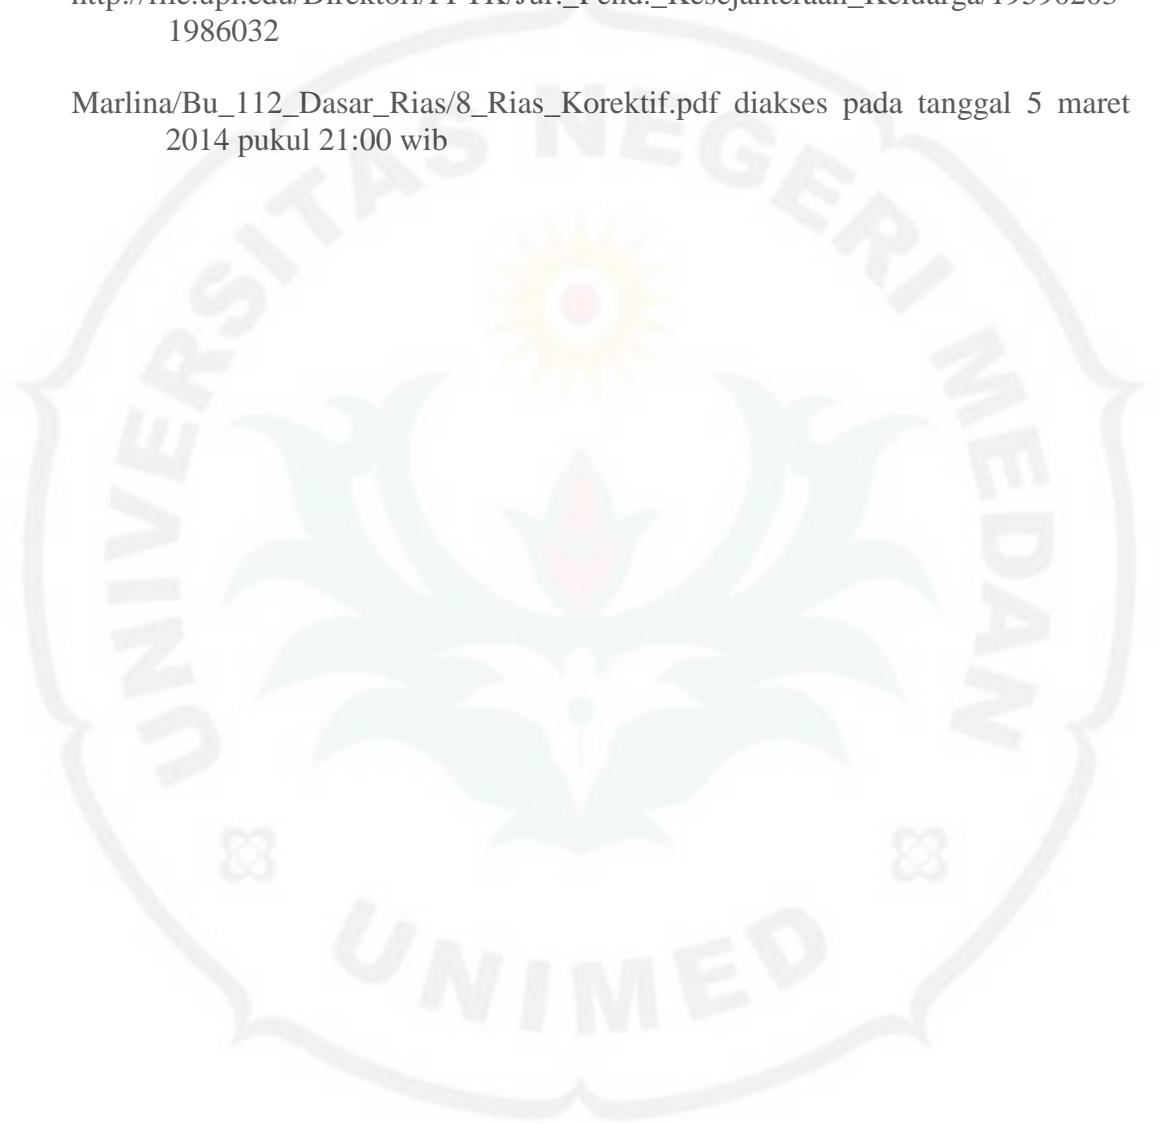 1986032
Marlina/Bu_112_Dasar_Rias/8_Rias_Korektif.pdf diakses pada tanggal 5 maret
2014 pukul 21:00 wib
UNIVERSITAS NEGERI MEDAN
UNIMED